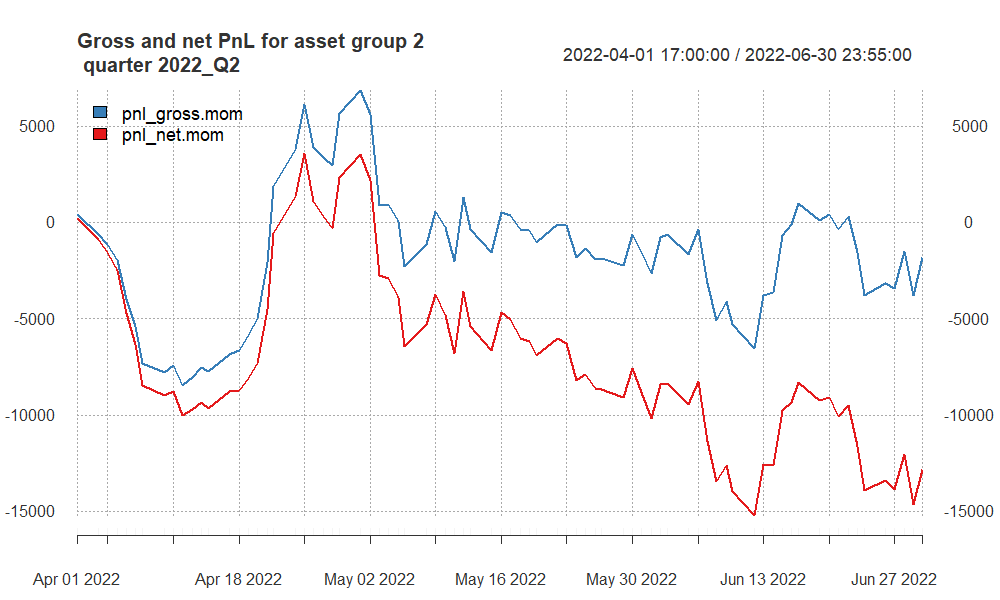 Gross and net PnL for asset group 2
quarter 2022_Q2
2022-04-01 17:00:00 / 2022-06-30 23:55:00
pnl_gross.mom
pnl_net.mom
5000
0
-5000
-10000
-15000
5000
0
-5000
-10000
-15000
Apr 01 2022
Apr 18 2022
May 02 2022
May 16 2022
May 30 2022
Jun 13 2022
Jun 27 2022